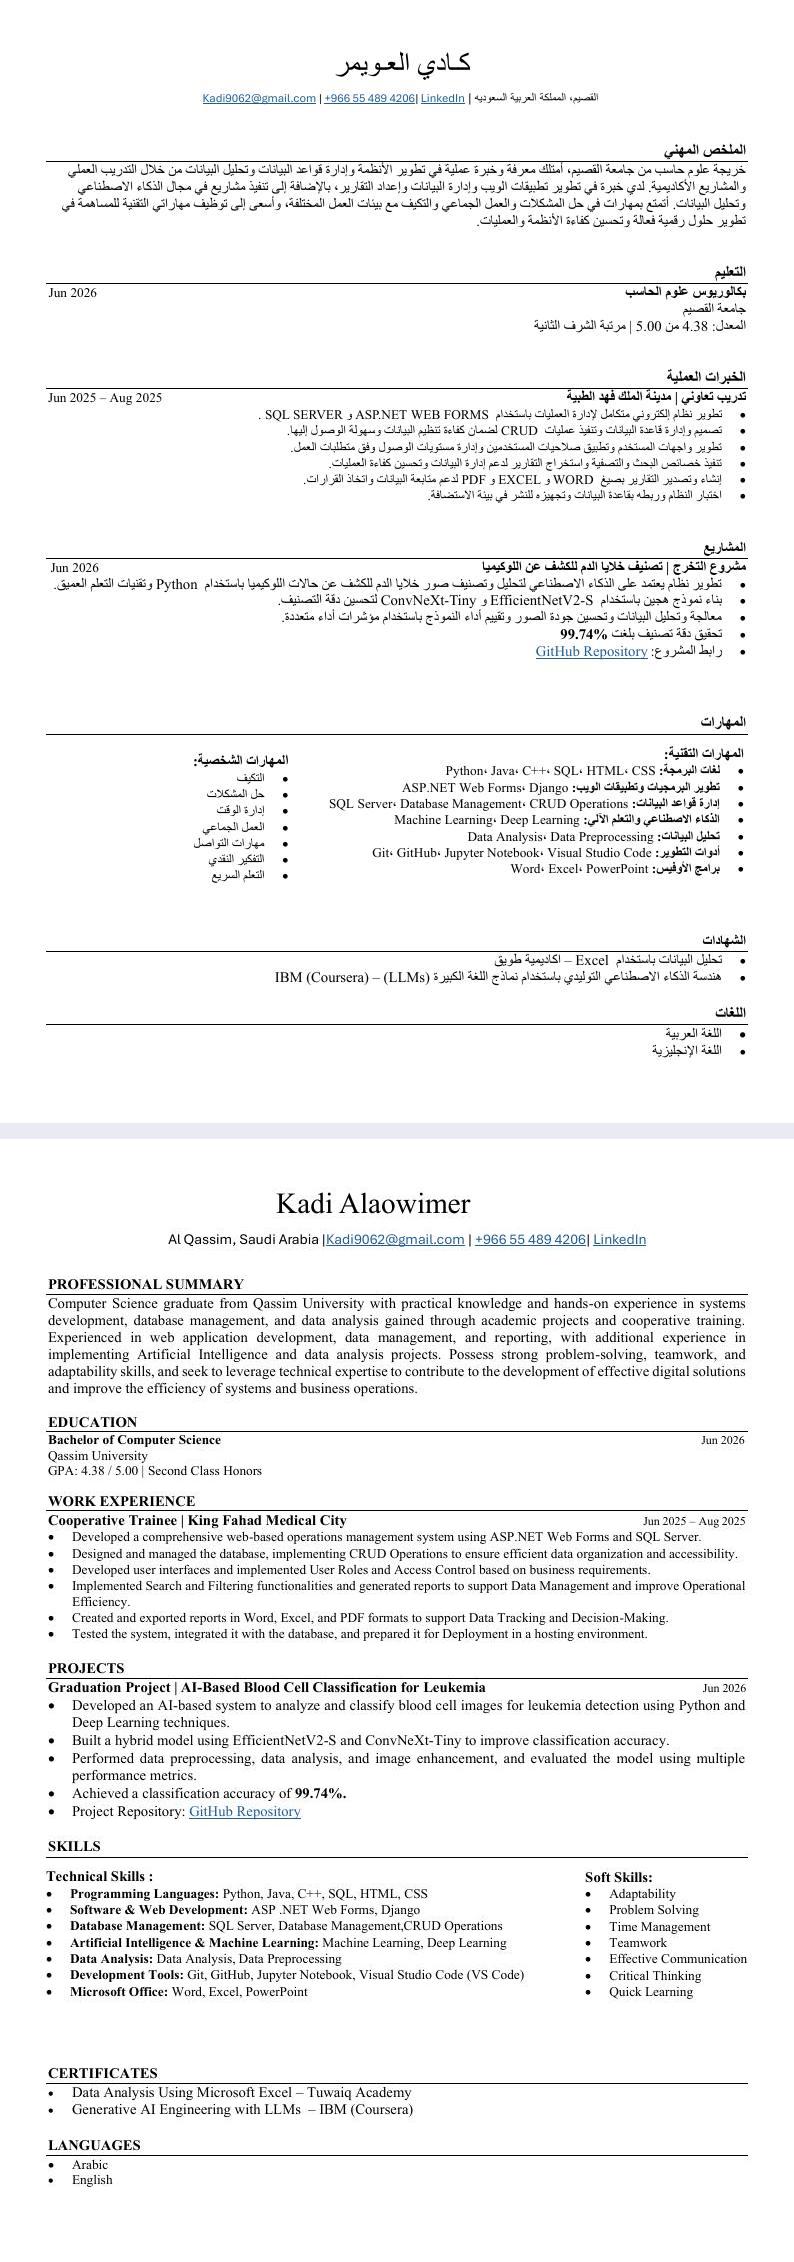 كـادي العـويمر
القصيم، المملكة العربية السعوديه | Kadi9062@gmail.com | +966 55 489 4206| LinkedIn
الملخص المهني
خريجة علوم حاسب من جامعة القصيم، أمتلك معرفة وخبرة عملية في تطوير الأنظمة وإدارة قواعد البيانات وتحليل البيانات من خلال التدريب العملي
والمشاريع الأكاديمية. لدي خبرة في تطوير تطبيقات الويب وإدارة البيانات وإعداد التقارير، بالإضافة إلى تنفيذ مشاريع في مجال الذكاء الاصطناعي
وتحليل البيانات. أتمتع بمهارات في حل المشكلات والعمل الجماعي والتكيف مع بيئات العمل المختلفة، وأسعى إلى توظيف مهاراتي التقنية للمساهمة في
تطوير حلول رقمية فعالة وتحسين كفاءة الأنظمة والعمليات.
التعليم
بكالوريوس علوم الحاسب Jun 2026
جامعة القصيم
المعدل: 4.38 من 5.00 | مرتبة الشرف الثانية
الخبرات العملية
تدريب تعاوني | مدينة الملك فهد الطبية Jun 2025 – Aug 2025
• تطوير نظام إلكتروني متكامل لإدارة العمليات باستخدام ASP.NET WEB FORMS و SQL SERVER .
• تصميم وإدارة قاعدة البيانات وتنفيذ عمليات CRUD لضمان كفاءة تنظيم البيانات وسهولة الوصول إليها.
• تطوير واجهات المستخدم وتطبيق صلاحيات المستخدمين وإدارة مستويات الوصول وفق متطلبات العمل.
• تنفيذ خصائص البحث والتصفية واستخراج التقارير لدعم إدارة البيانات وتحسين كفاءة العمليات.
• إنشاء وتصدير التقارير بصيغ WORD و EXCEL و PDF لدعم متابعة البيانات واتخاذ القرارات.
• اختبار النظام وربطه بقاعدة البيانات وتجهيزه للنشر في بيئة الاستضافة.
المشاريع
مشروع التخرج | تصنيف خلايا الدم للكشف عن اللوكيميا Jun 2026
• تطوير نظام يعتمد على الذكاء الاصطناعي لتحليل وتصنيف صور خلايا الدم للكشف عن حالات اللوكيميا باستخدام Python وتقنيات التعلم العميق.
• بناء نموذج هجين باستخدام EfficientNetV2-S و ConvNeXt-Tiny لتحسين دقة التصنيف.
• معالجة وتحليل البيانات وتحسين جودة الصور وتقييم أداء النموذج باستخدام مؤشرات أداء متعددة.
• تحقيق دقة تصنيف بلغت 99.74%
• رابط المشروع: GitHub Repository
المهارات
المهارات التقنية:
• لغات البرمجة: Python، Java، C++، SQL، HTML، CSS
• تطوير البرمجيات وتطبيقات الويب: ASP.NET Web Forms، Django
• إدارة قواعد البيانات: SQL Server، Database Management، CRUD Operations
• الذكاء الاصطناعي والتعلم الآلي: Machine Learning، Deep Learning
• تحليل البيانات: Data Analysis، Data Preprocessing
• أدوات التطوير: Git، GitHub، Jupyter Notebook، Visual Studio Code
• برامج الأوفيس: Word، Excel، PowerPoint
المهارات الشخصية:
• التكيف
• حل المشكلات
• إدارة الوقت
• العمل الجماعي
• مهارات التواصل
• التفكير النقدي
• التعلم السريع
الشهادات
• تحليل البيانات باستخدام Excel – اكاديمية طويق
• هندسة الذكاء الاصطناعي التوليدي باستخدام نماذج اللغة الكبيرة (LLMs) – IBM (Coursera)
اللغات
• اللغة العربية
• اللغة الإنجليزية
Kadi Alaowimer
Al Qassim, Saudi Arabia |Kadi9062@gmail.com | +966 55 489 4206| LinkedIn
PROFESSIONAL SUMMARY
Computer Science graduate from Qassim University with practical knowledge and hands-on experience in systems
development, database management, and data analysis gained through academic projects and cooperative training.
Experienced in web application development, data management, and reporting, with additional experience in
implementing Artificial Intelligence and data analysis projects. Possess strong problem-solving, teamwork, and
adaptability skills, and seek to leverage technical expertise to contribute to the development of effective digital solutions
and improve the efficiency of systems and business operations.
EDUCATION
Bachelor of Computer Science Jun 2026
Qassim University
GPA: 4.38 / 5.00 | Second Class Honors
WORK EXPERIENCE
Cooperative Trainee | King Fahad Medical City Jun 2025 – Aug 2025
• Developed a comprehensive web-based operations management system using ASP.NET Web Forms and SQL Server.
• Designed and managed the database, implementing CRUD Operations to ensure efficient data organization and accessibility.
• Developed user interfaces and implemented User Roles and Access Control based on business requirements.
• Implemented Search and Filtering functionalities and generated reports to support Data Management and improve Operational
Efficiency.
• Created and exported reports in Word, Excel, and PDF formats to support Data Tracking and Decision-Making.
• Tested the system, integrated it with the database, and prepared it for Deployment in a hosting environment.
PROJECTS
Graduation Project | AI-Based Blood Cell Classification for Leukemia Jun 2026
• Developed an AI-based system to analyze and classify blood cell images for leukemia detection using Python and
Deep Learning techniques.
• Built a hybrid model using EfficientNetV2-S and ConvNeXt-Tiny to improve classification accuracy.
• Performed data preprocessing, data analysis, and image enhancement, and evaluated the model using multiple
performance metrics.
• Achieved a classification accuracy of 99.74%.
• Project Repository: GitHub Repository
SKILLS
Technical Skills :
• Programming Languages: Python, Java, C++, SQL, HTML, CSS
• Software & Web Development: ASP .NET Web Forms, Django
• Database Management: SQL Server, Database Management,CRUD Operations
• Artificial Intelligence & Machine Learning: Machine Learning, Deep Learning
• Data Analysis: Data Analysis, Data Preprocessing
• Development Tools: Git, GitHub, Jupyter Notebook, Visual Studio Code (VS Code)
• Microsoft Office: Word, Excel, PowerPoint
Soft Skills:
• Adaptability
• Problem Solving
• Time Management
• Teamwork
• Effective Communication
• Critical Thinking
• Quick Learning
CERTIFICATES
• Data Analysis Using Microsoft Excel – Tuwaiq Academy
• Generative AI Engineering with LLMs – IBM (Coursera)
LANGUAGES
• Arabic
• English